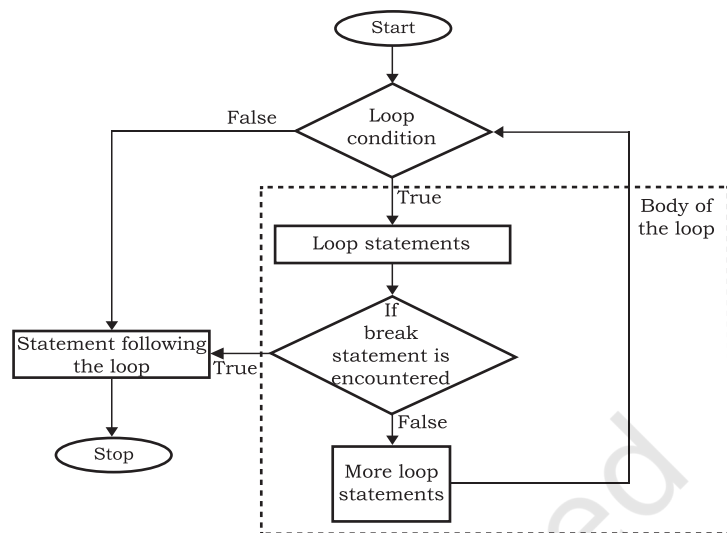 Start
Loop
condition
False
True
Body of
the loop
Loop statements
If
break
statement is
encountered
Statement following
the loop
True
False
Stop
More loop
statements
ed